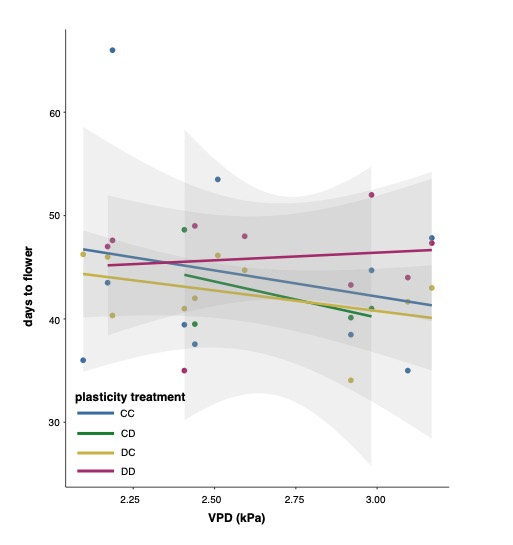 60
50
40
30
days to flower
plasticity treatment
CC
CD
DC
DD
2.25 2.50 2.75 3.00
VPD (kPa)